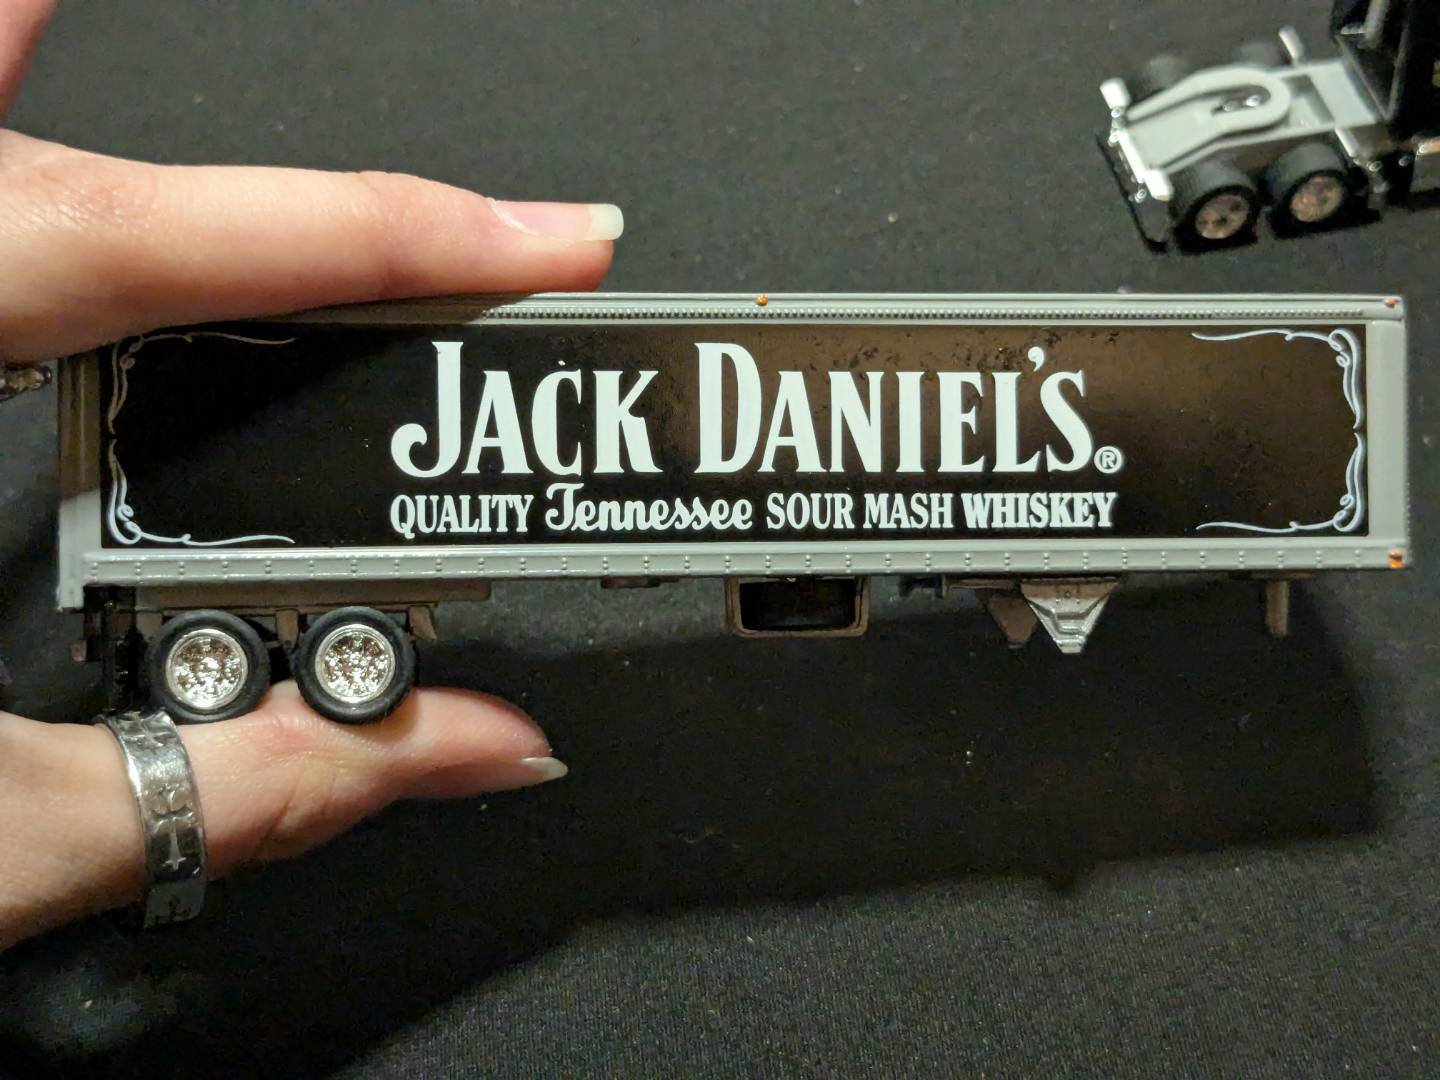 JACK DANIEL'S®
QUALITY Tennessee SOUR MASH WHISKEY